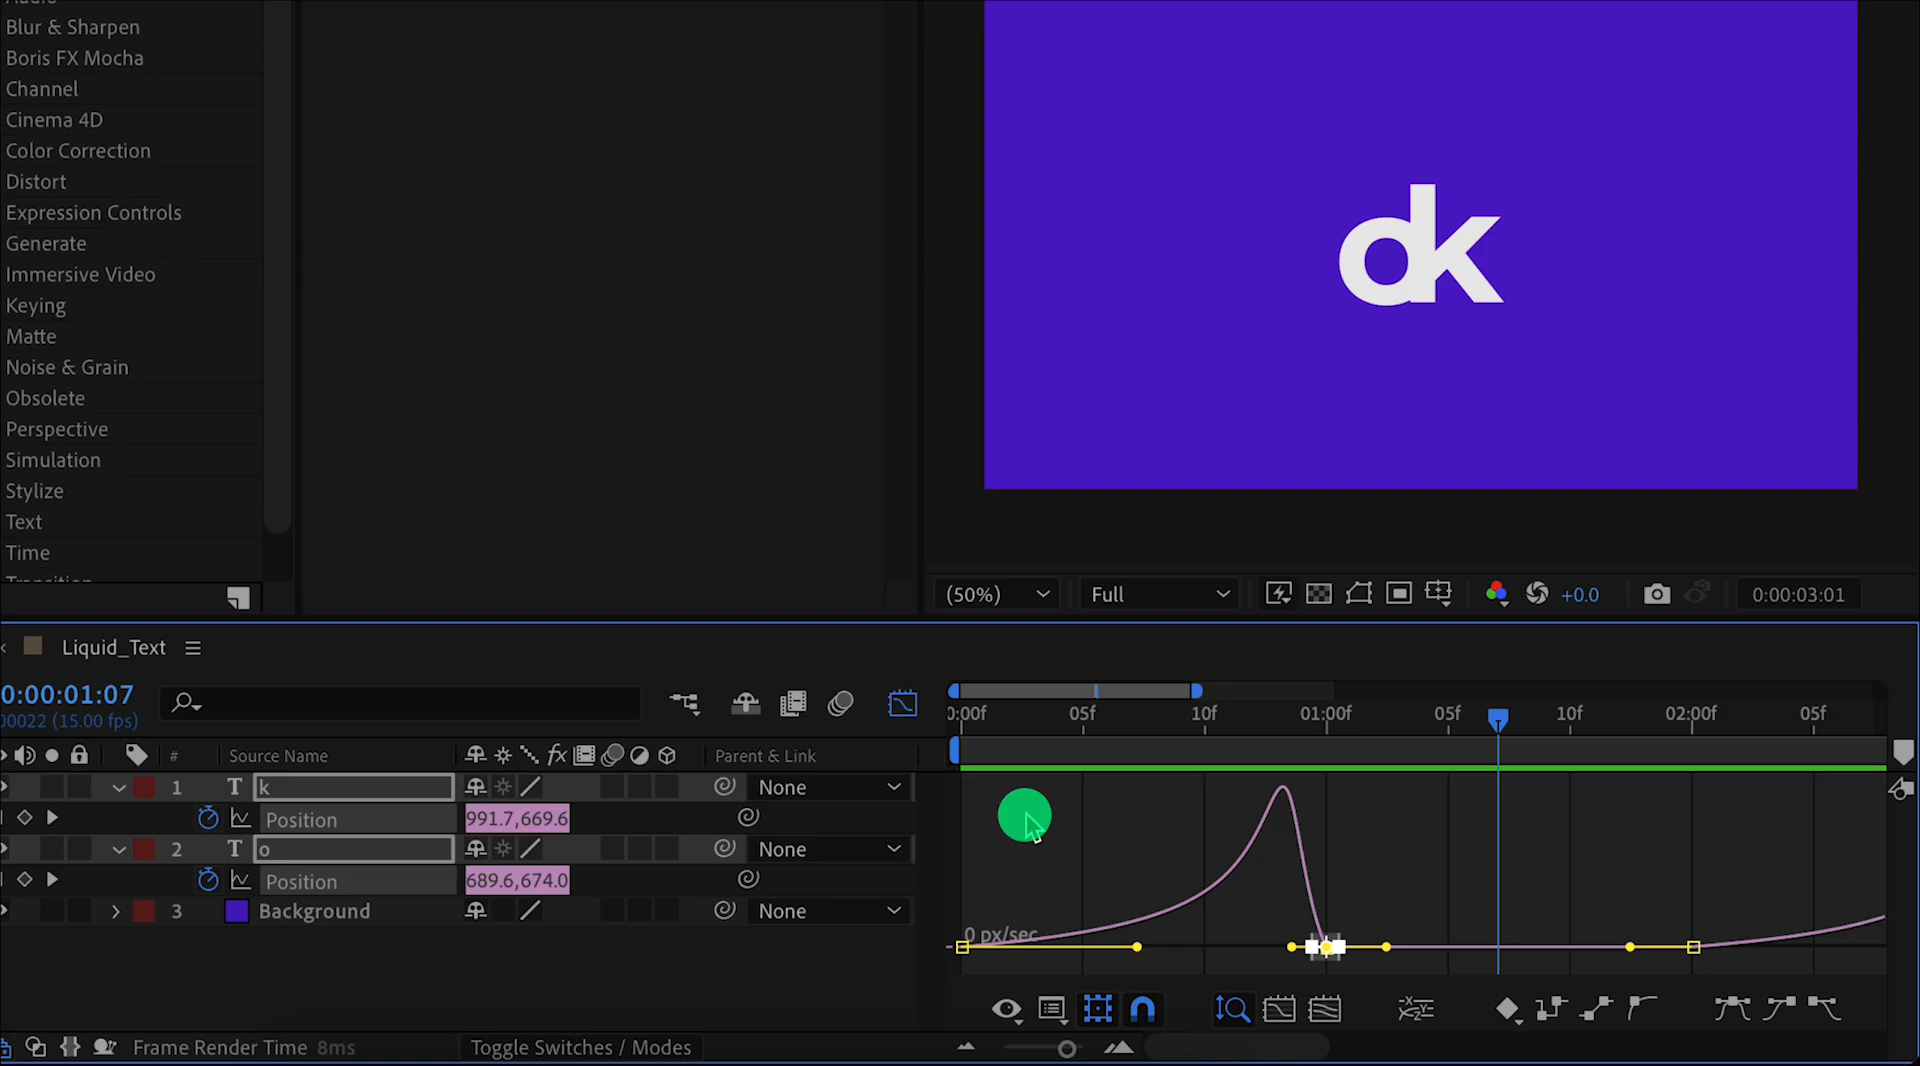 Blur & Sharpen
Boris FX Mocha
Channel
Cinema 4D
Color Correction
Distort
Expression Controls
Generate
Immersive Video
Keying
Matte
Noise & Grain
Obsolete
Perspective
Simulation
Stylize
Text
Time
dk
(50%)
Full
+0.0
0:00:03:01
Liquid_Text
0:00:01:07
00022 (15.00 fps)
0:00f 05f 10f 01:00f 05f 10f 02:00f 05f
# Source Name fx Parent & Link
1 T k None
Position 991.7,669.6
2 T o None
Position 689.6,674.0
3 Background None
0 px/sec
Frame Render Time 8ms
Toggle Switches / Modes